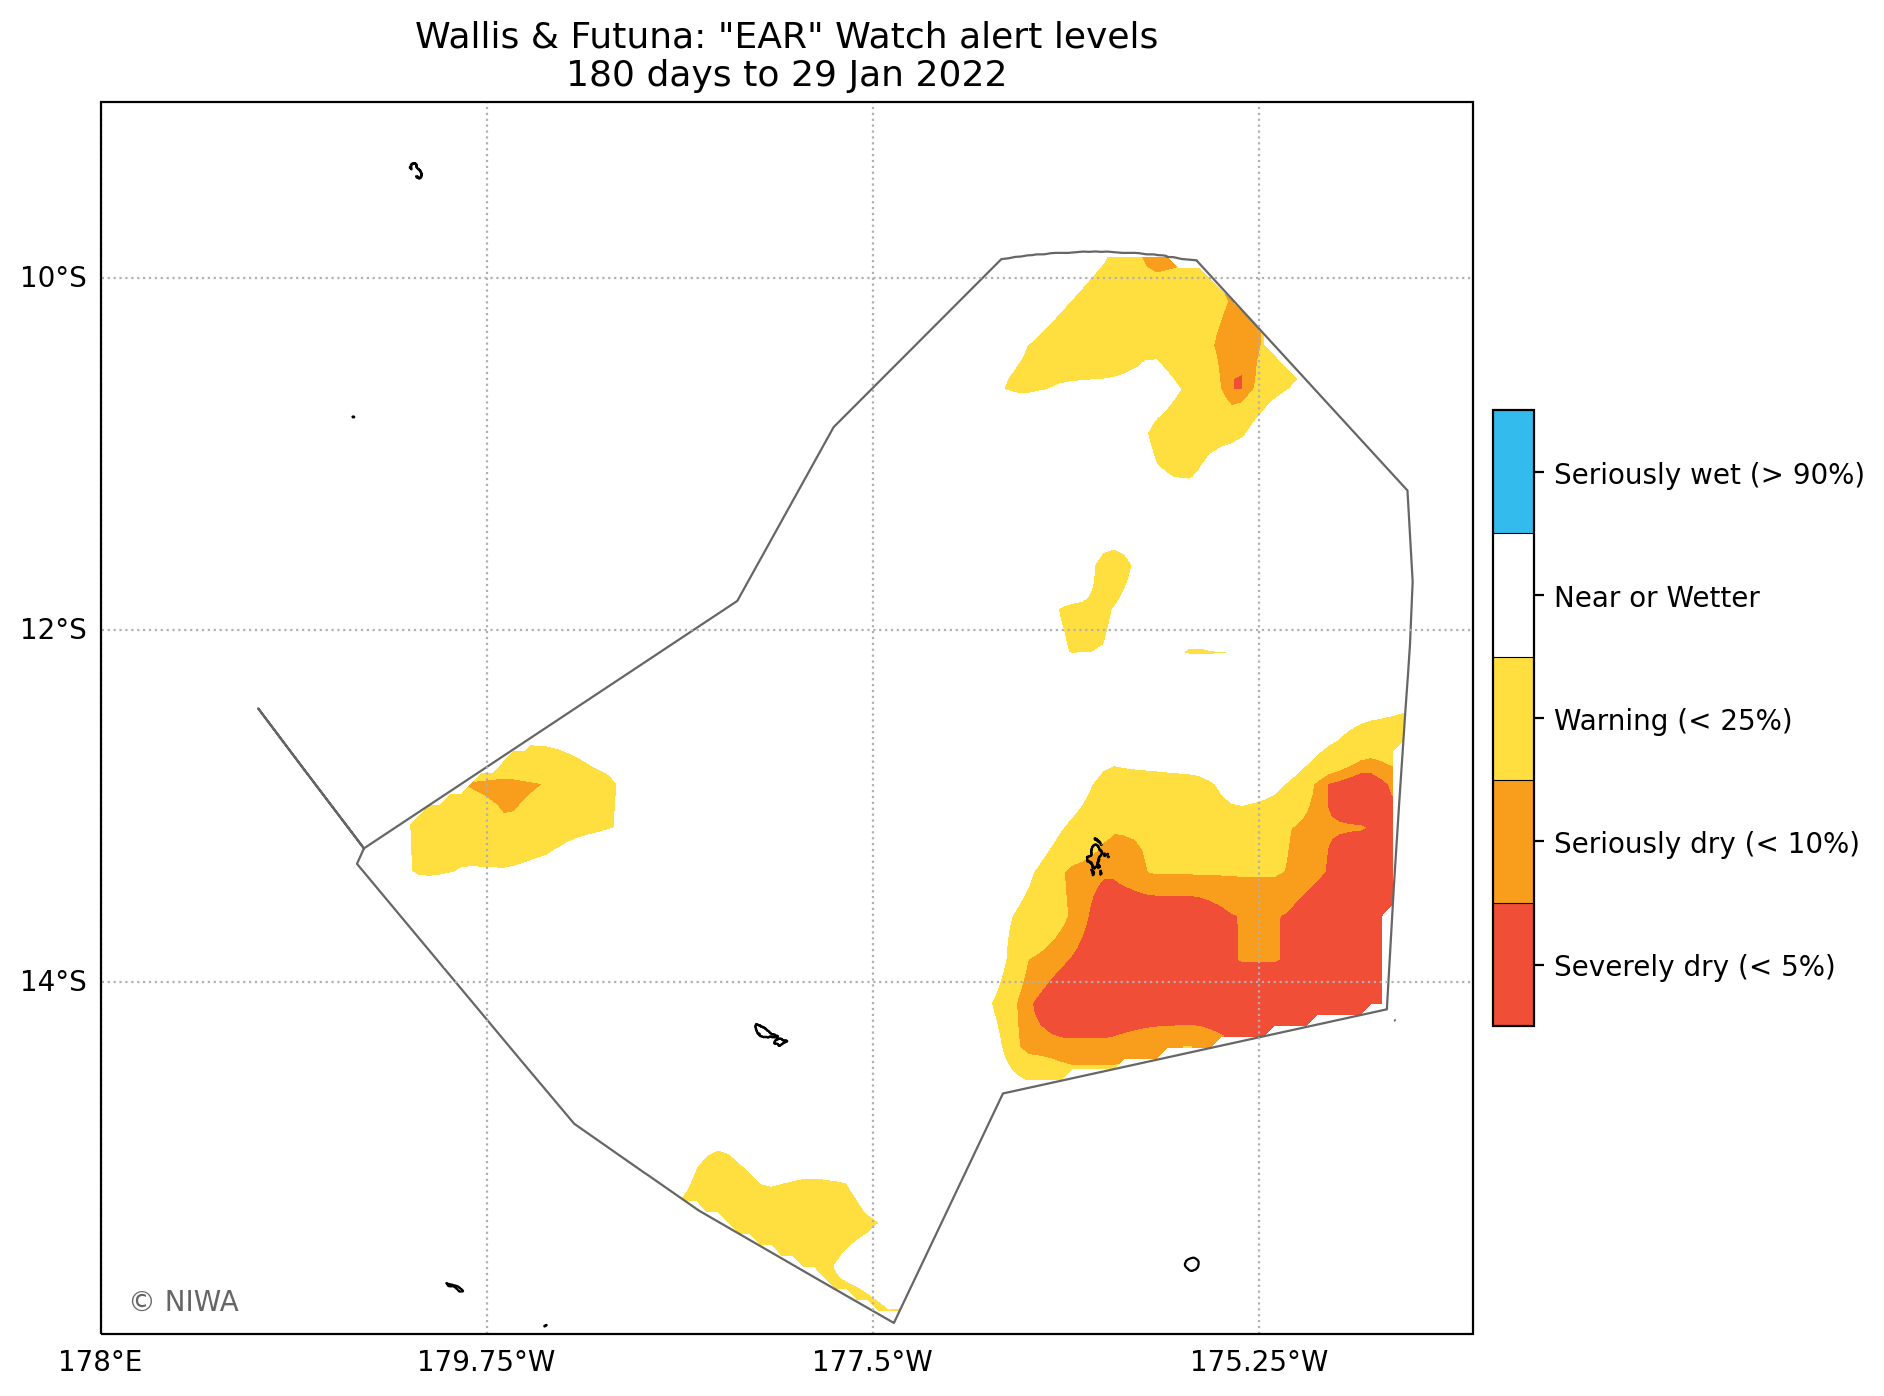 Wallis & Futuna: "EAR" Watch alert levels
180 days to 29 Jan 2022
10°S
12°S
14°S
178°E
179.75°W
177.5°W
175.25°W
© NIWA
Seriously wet (> 90%)
Near or Wetter
Warning (< 25%)
Seriously dry (< 10%)
Severely dry (< 5%)